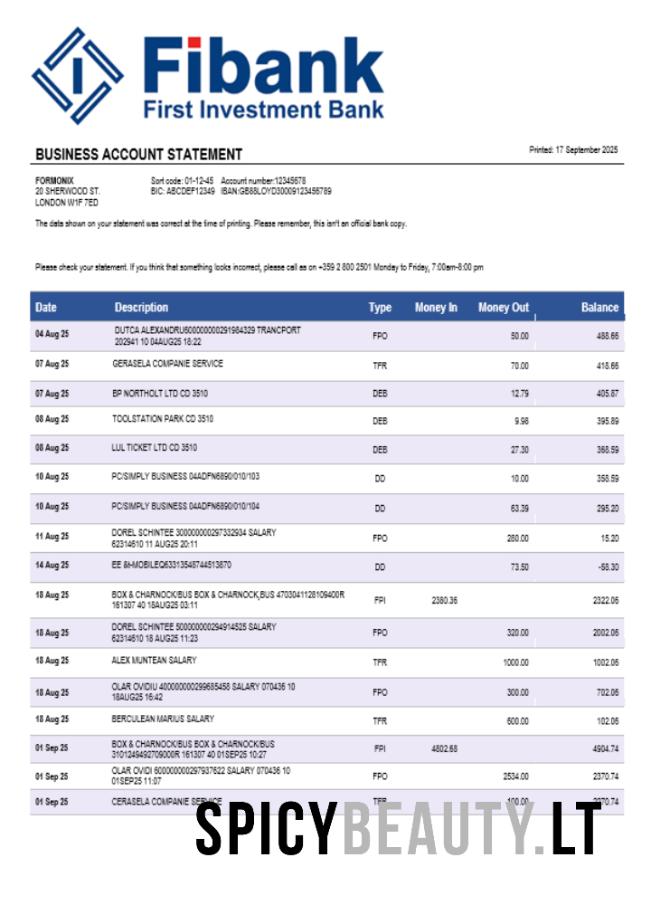 Fibank
First Investment Bank
BUSINESS ACCOUNT STATEMENT
Printed: 17 September 2025
FORMONIX
20 SHERWOOD ST.
LONDON W1F 7ED
Sort code: 01-12-45 Account number:12345678
BIC: ABCDEF12349 IBAN:GB88LOYD30009123456789
The data shown on your statement was correct at the time of printing. Please remember, this isn't an official bank copy.
Please check your statement. If you think that something looks incorrect, please call as on +359 2 800 2501 Monday to Friday, 7:00am-8:00 pm
Date Description Type Money In Money Out Balance
04 Aug 25 DUTCA ALEXANDRU500000000291984329 TRANCPORT FPO 50.00 488.66
202941 10 04AUG25 18:22
07 Aug 25 GERASELA COMPANIE SERVICE TFR 70.00 418.66
07 Aug 25 BP NORTHOLT LTD CD 3510 DEB 12.79 405.87
08 Aug 25 TOOLSTATION PARK CD 3510 DEB 9.98 395.89
08 Aug 25 LUL TICKET LTD CD 3510 DEB 27.30 368.59
10 Aug 25 PC/SIMPLY BUSINESS 04ADFN6890/010/103 DD 10.00 358.59
10 Aug 25 PC/SIMPLY BUSINESS 04ADFN6890/010/104 DD 63.39 295.20
11 Aug 25 DOREL SCHINTEE 300000000297332934 SALARY FPO 280.00 15.20
62314610 11 AUG25 20:11
14 Aug 25 EE &t-MOBILEQ63313548744513870 DD 73.50 -58.30
18 Aug 25 BOX & CHARNOCK/BUS BOX & CHARNOCK,BUS 4703041128109400R FPI 2380.36 2322.06
161307 40 18AUG25 03:11
18 Aug 25 DOREL SCHINTEE 500000000294914525 SALARY FPO 320.00 2002.06
62314610 18 AUG25 11:23
18 Aug 25 ALEX MUNTEAN SALARY TFR 1000.00 1002.06
18 Aug 25 OLAR OVIDIU 400000000299685458 SALARY 070436 10 FPO 300.00 702.06
18AUG25 16:42
18 Aug 25 BERCULEAN MARIUS SALARY TFR 600.00 102.06
01 Sep 25 BOX & CHARNOCK/BUS BOX & CHARNOCK/BUS FPI 4802.68 4904.74
3101249492709000R 161307 40 01SEP25 10:27
01 Sep 25 OLAR OVIDI 600000000297937622 SALARY 070436 10 FPO 2534.00 2370.74
01SEP25 11:07
01 Sep 25 CERASELA COMPANIE SERVICE TFR 100.00 2270.74
SPICYBEAUTY.LT